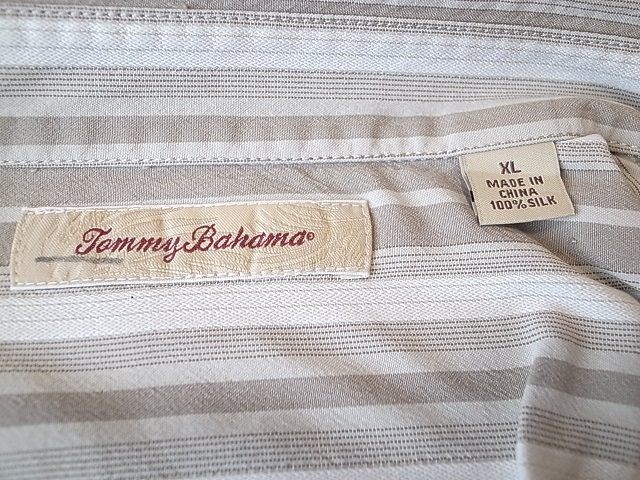 Tommy Bahama®
XL
MADE IN
CHINA
100% SILK